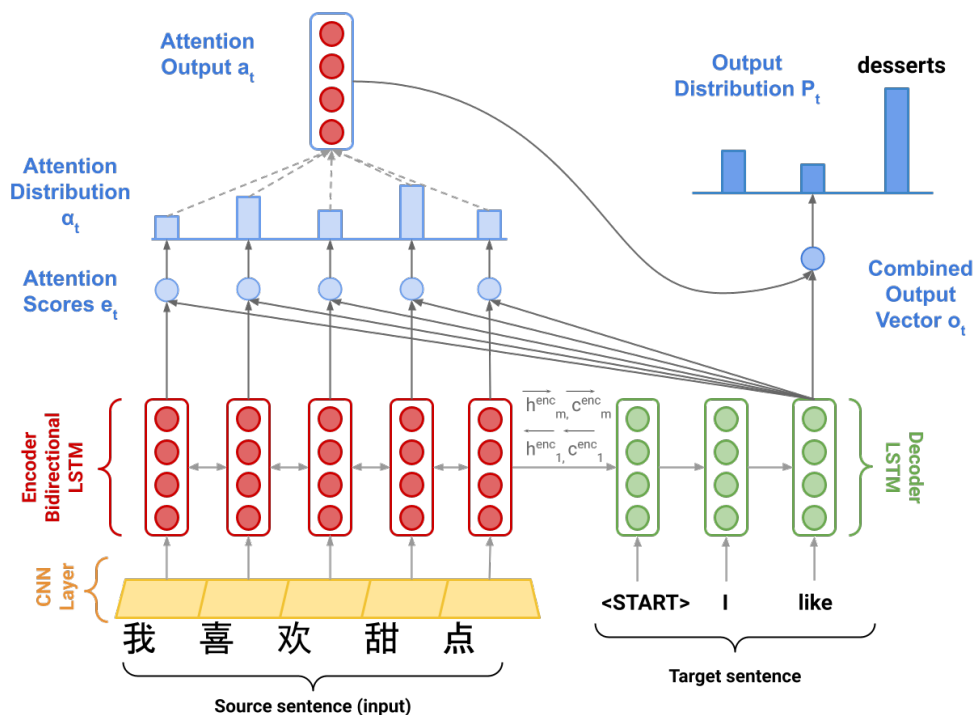 Attention
Output a_t
desserts
Output
Distribution P_t
Attention
Distribution
α_t
Attention
Scores e_t
Combined
Output
Vector o_t
h^enc_m, c^enc_m
h^enc_1, c^enc_1
Encoder
Bidirectional
LSTM
Decoder
LSTM
CNN
Layer
<START> I like
我 喜 欢 甜 点
Target sentence
Source sentence (input)